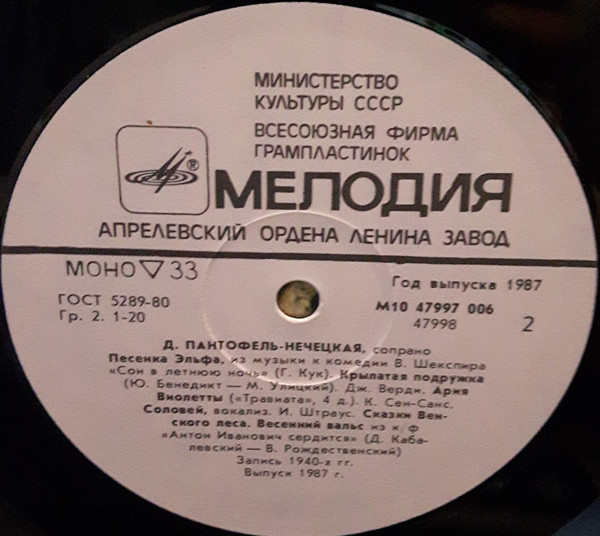 МИНИСТЕРСТВО
КУЛЬТУРЫ СССР
ВСЕСОЮЗНАЯ ФИРМА
ГРАМПЛАСТИНОК
®
МЕЛОДИЯ
АПРЕЛЕВСКИЙ ОРДЕНА ЛЕНИНА ЗАВОД
МОНО ▽ 33
Год выпуска 1987
ГОСТ 5289-80
М10 47997 006
Гр. 2. 1-20
47998
2
Д. ПАНТОФЕЛЬ-НЕЧЕЦКАЯ, сопрано
Песенка Эльфа, из музыки к комедии В. Шекспира
«Сон в летнюю ночь» (Г. Кук). Крылатая подружка
(Ю. Бенедикт — М. Улицкий). Дж. Верди. Ария
Виолетты («Травиата», 4 д.). К. Сен-Санс.
Соловей, вокализ. И. Штраус. Сказки Вен-
ского леса. Весенний вальс из к/ф
«Антон Иванович сердится» (Д. Каба-
левский — В. Рождественский)
Запись 1940-х гг.
Выпуск 1987 г.